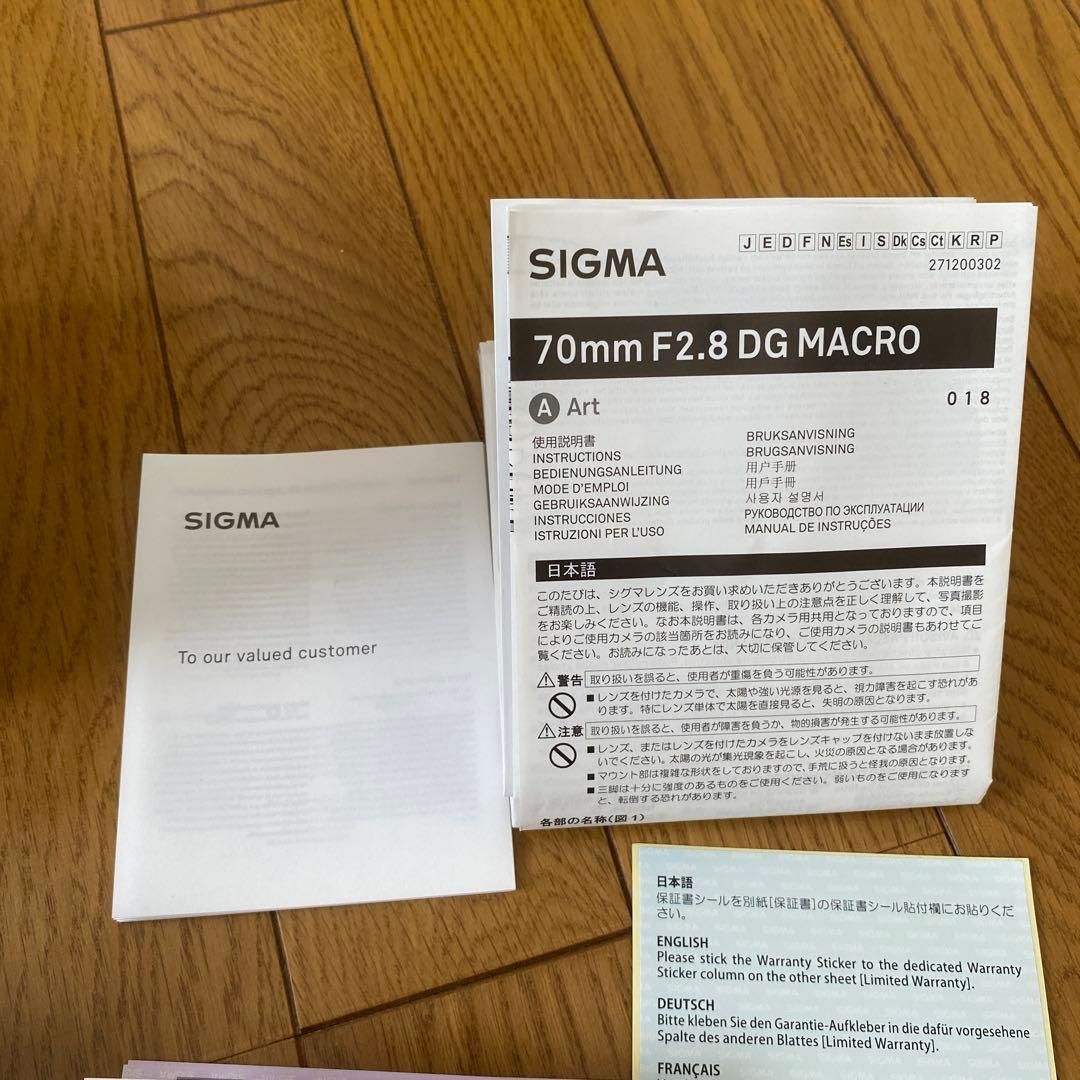 SIGMA
To our valued customer
SIGMA
J E D F N Es I S Dk Cs Ct K R P
271200302
70mm F2.8 DG MACRO
A Art
018
使用説明書
INSTRUCTIONS
BEDIENUNGSANLEITUNG
MODE D'EMPLOI
GEBRUIKSAANWIJZING
INSTRUCCIONES
ISTRUZIONI PER L'USO
BRUKSANVISNING
BRUGSANVISNING
用户手册
用戶手冊
사용자 설명서
РУКОВОДСТВО ПО ЭКСПЛУАТАЦИИ
MANUAL DE INSTRUÇÕES
日本語
このたびは、シグマレンズをお買い求めいただきありがとうございます。本説明書を
ご精読の上、レンズの機能、操作、取り扱い上の注意点を正しく理解して、写真撮影
をお楽しみください。なお本説明書は、各カメラ用共用となっておりますので、項目
によりご使用カメラの該当箇所をお読みになり、ご使用カメラの説明書もあわせてご
覧ください。お読みになったあとは、大切に保管してください。
警告 取り扱いを誤ると、使用者が重傷を負う可能性があります。
■レンズを付けたカメラで、太陽や強い光源を見ると、視力障害を起こす恐れがあ
ります。特にレンズ単体で太陽を直接見ると、失明の原因となります。
注意 取り扱いを誤ると、使用者が障害を負うか、物的損害が発生する可能性があります。
■レンズ、またはレンズを付けたカメラをレンズキャップを付けないまま放置しな
いでください。太陽の光が集光現象を起こし、火災の原因となる場合があります。
■マウント部は複雑な形状をしておりますので、手荒に扱うと怪我の原因となります。
■三脚は十分に強度のあるものをご使用ください。弱いものをご使用になります
と、転倒する恐れがあります。
各部の名称(図1)
日本語
保証書シールを別紙[保証書]の保証書シール貼付欄にお貼りくだ
さい。
ENGLISH
Please stick the Warranty Sticker to the dedicated Warranty
Sticker column on the other sheet [Limited Warranty].
DEUTSCH
Bitte kleben Sie den Garantie-Aufkleber in die dafür vorgesehene
Spalte des anderen Blattes [Limited Warranty].
FRANÇAIS